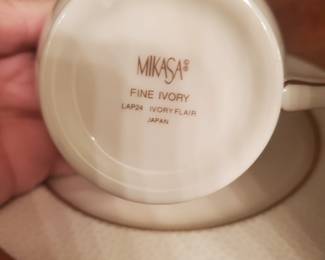 MIKASA®
FINE IVORY
LAP24 IVORY FLAIR
JAPAN